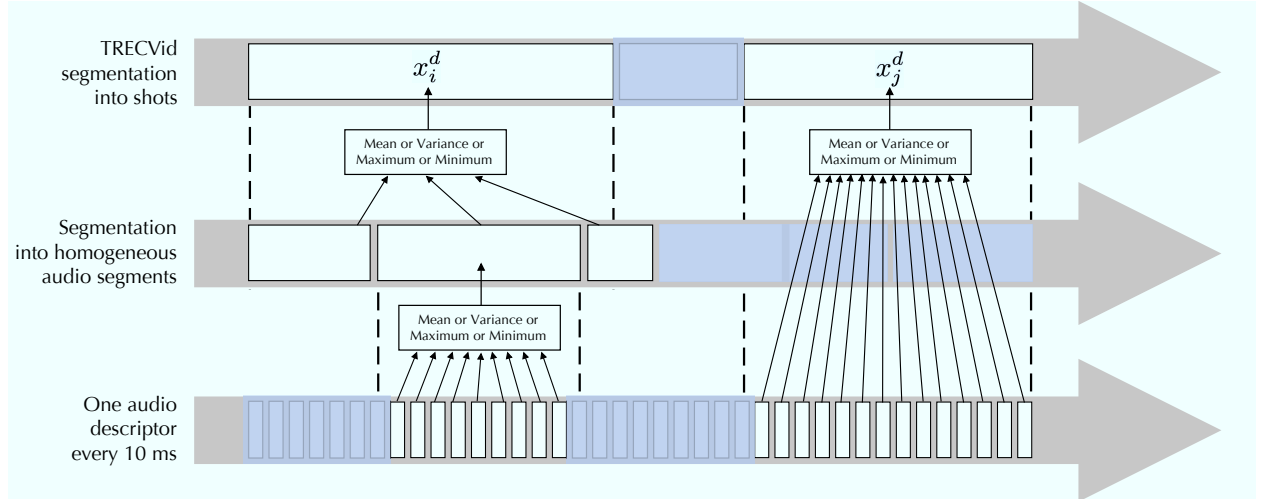 TRECVid
segmentation
into shots
x_i^d
x_j^d
Mean or Variance or
Maximum or Minimum
Mean or Variance or
Maximum or Minimum
Segmentation
into homogeneous
audio segments
Mean or Variance or
Maximum or Minimum
One audio
descriptor
every 10 ms